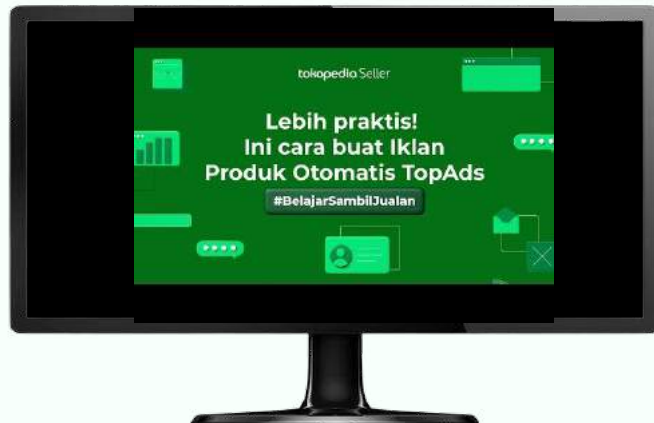 tokopedia Seller
Lebih praktis!
Ini cara buat Iklan
Produk Otomatis TopAds
#BelajarSambilJualan